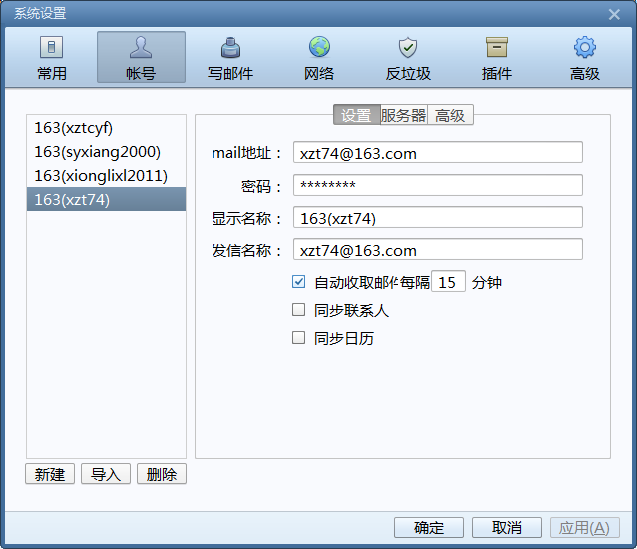 系统设置
常用 帐号 写邮件 网络 反垃圾 插件 高级
163(xztcyf)
163(syxiang2000)
163(xionglixl2011)
163(xzt74)
设置 服务器 高级
mail地址： xzt74@163.com
密码： ********
显示名称： 163(xzt74)
发信名称： xzt74@163.com
自动收取邮件每隔 15 分钟
同步联系人
同步日历
新建 导入 删除
确定 取消 应用(A)